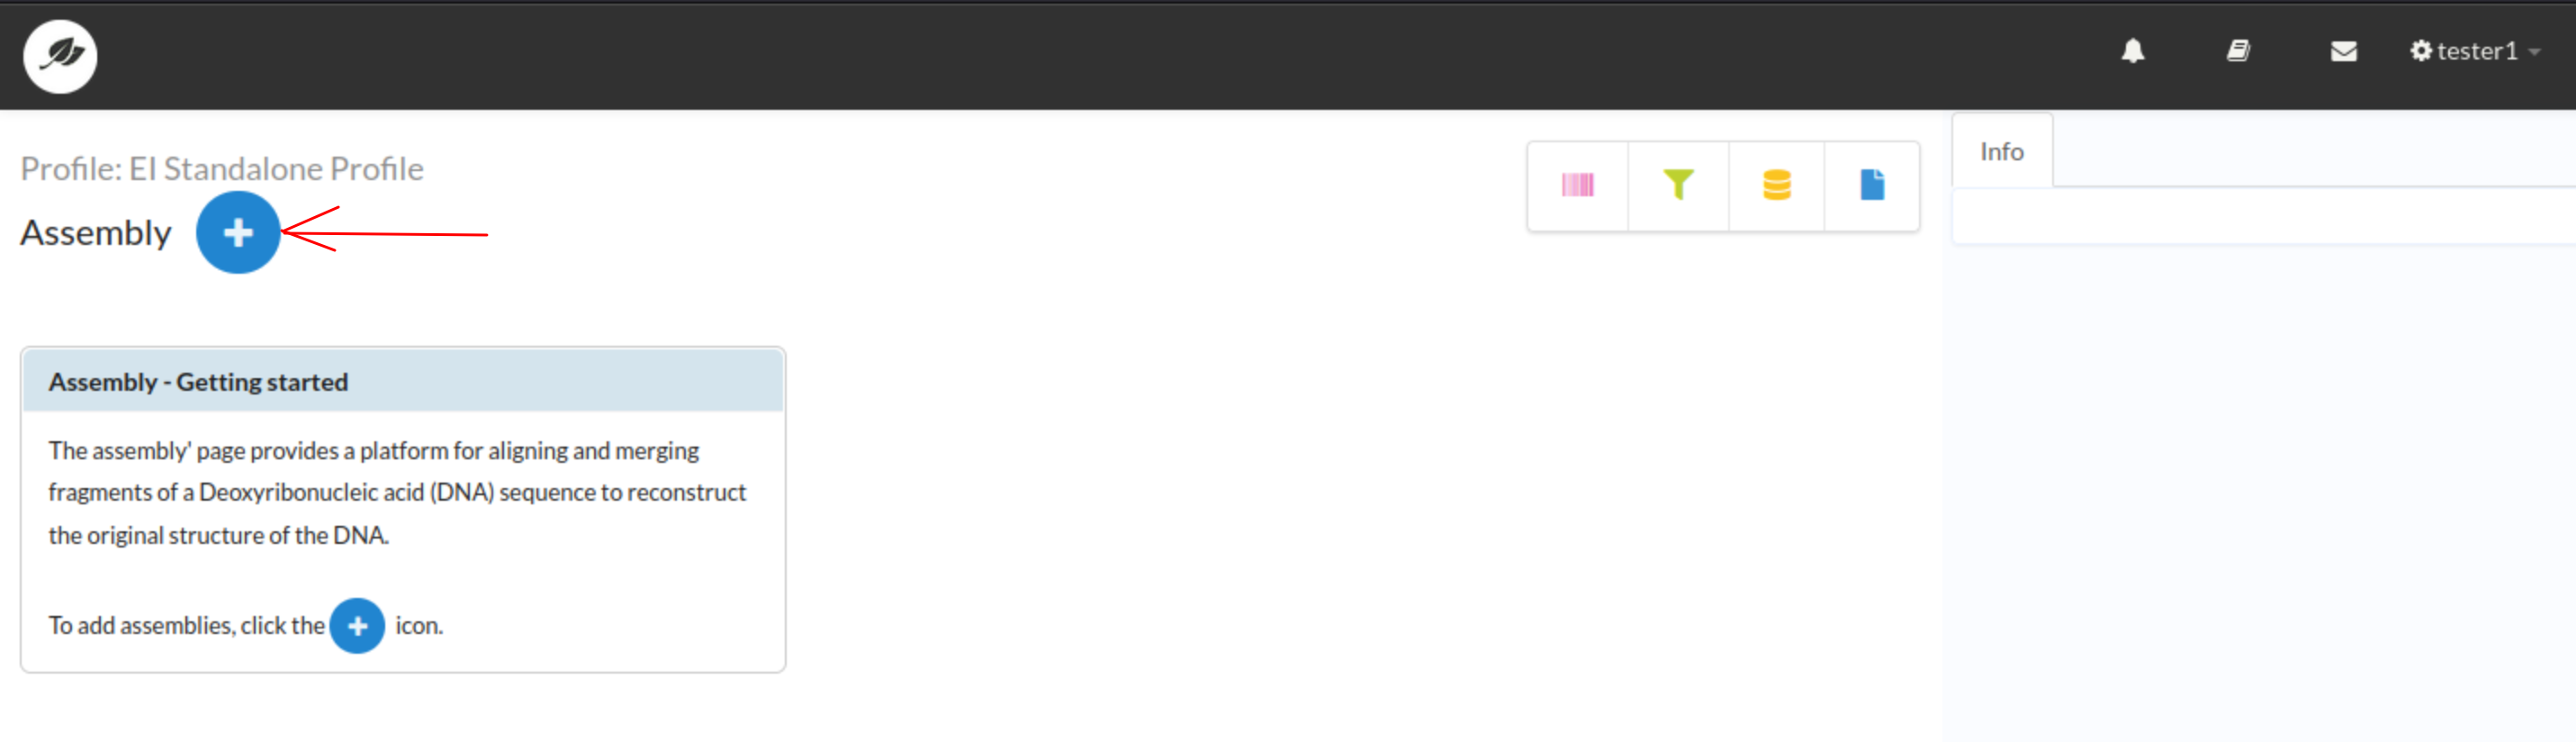 tester1
Profile: EI Standalone Profile
Info
Assembly
Assembly - Getting started
The assembly' page provides a platform for aligning and merging
fragments of a Deoxyribonucleic acid (DNA) sequence to reconstruct
the original structure of the DNA.
To add assemblies, click the + icon.